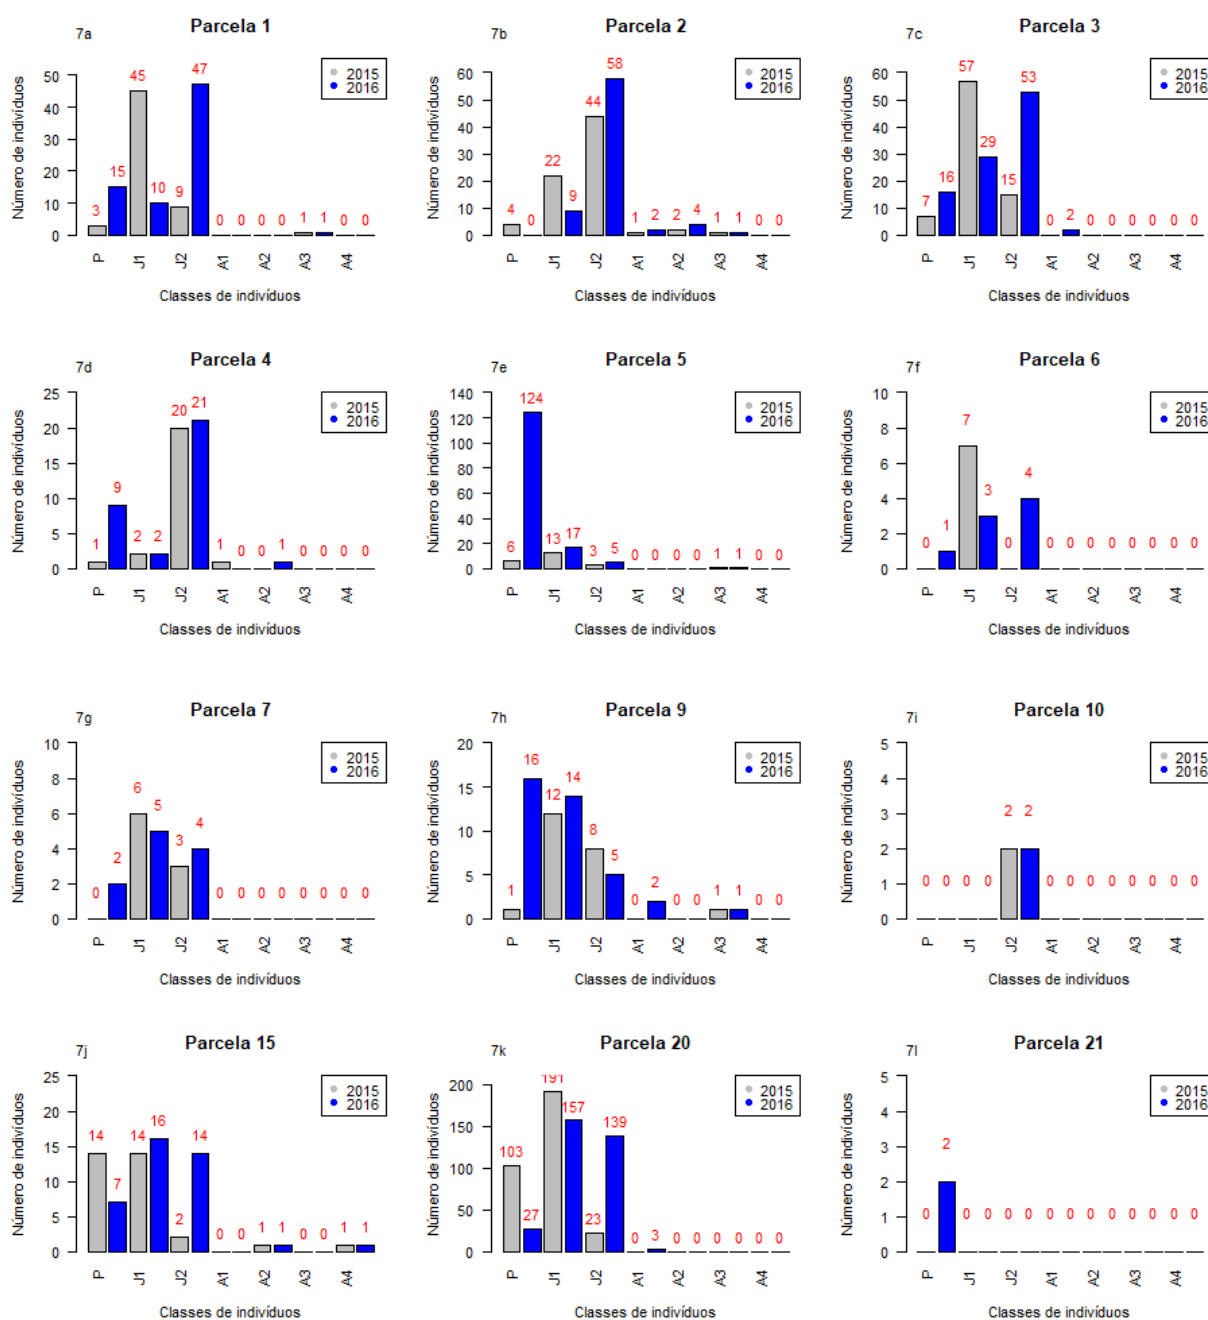 7a
Parcela 1
Número de indivíduos
50
40
30
20
10
0
3 15 45 10 9 47 0 0 0 0 1 1 0 0
2015
2016
P J1 J2 A1 A2 A3 A4
Classes de indivíduos
7b
Parcela 2
Número de indivíduos
60
50
40
30
20
10
0
4 0 22 9 44 58 1 2 2 4 1 1 0 0
2015
2016
P J1 J2 A1 A2 A3 A4
Classes de indivíduos
7c
Parcela 3
Número de indivíduos
60
50
40
30
20
10
0
7 16 57 29 15 53 0 2 0 0 0 0 0 0
2015
2016
P J1 J2 A1 A2 A3 A4
Classes de indivíduos
7d
Parcela 4
Número de indivíduos
25
20
15
10
5
0
1 9 2 2 20 21 1 0 0 1 0 0 0 0
2015
2016
P J1 J2 A1 A2 A3 A4
Classes de indivíduos
7e
Parcela 5
Número de indivíduos
140
120
100
80
60
40
20
0
6 124 13 17 3 5 0 0 0 0 1 1 0 0
2015
2016
P J1 J2 A1 A2 A3 A4
Classes de indivíduos
7f
Parcela 6
Número de indivíduos
10
8
6
4
2
0
0 1 7 3 0 4 0 0 0 0 0 0 0 0
2015
2016
P J1 J2 A1 A2 A3 A4
Classes de indivíduos
7g
Parcela 7
Número de indivíduos
10
8
6
4
2
0
0 2 6 5 3 4 0 0 0 0 0 0 0 0
2015
2016
P J1 J2 A1 A2 A3 A4
Classes de indivíduos
7h
Parcela 9
Número de indivíduos
20
15
10
5
0
1 16 12 14 8 5 0 2 0 0 1 1 0 0
2015
2016
P J1 J2 A1 A2 A3 A4
Classes de indivíduos
7i
Parcela 10
Número de indivíduos
5
4
3
2
1
0
0 0 0 0 2 2 0 0 0 0 0 0 0 0
2015
2016
P J1 J2 A1 A2 A3 A4
Classes de indivíduos
7j
Parcela 15
Número de indivíduos
25
20
15
10
5
0
14 7 14 16 2 14 0 0 1 1 0 0 1 1
2015
2016
P J1 J2 A1 A2 A3 A4
Classes de indivíduos
7k
Parcela 20
Número de indivíduos
200
150
100
50
0
103 27 191 157 23 139 0 3 0 0 0 0 0 0
2015
2016
P J1 J2 A1 A2 A3 A4
Classes de indivíduos
7l
Parcela 21
Número de indivíduos
5
4
3
2
1
0
0 2 0 0 0 0 0 0 0 0 0 0 0 0
2015
2016
P J1 J2 A1 A2 A3 A4
Classes de indivíduos